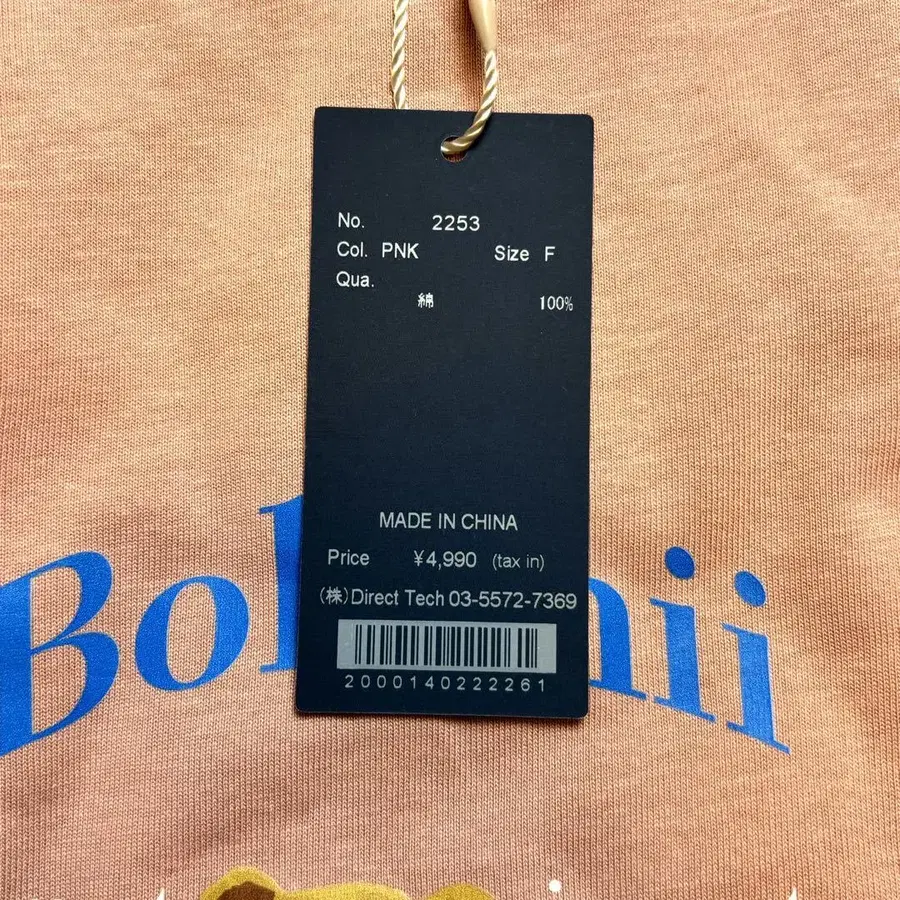 No. 2253
Col. PNK Size F
Qua.
綿 100%
MADE IN CHINA
Price ¥4,990 (tax in)
(株)Direct Tech 03-5572-7369
2000140222261